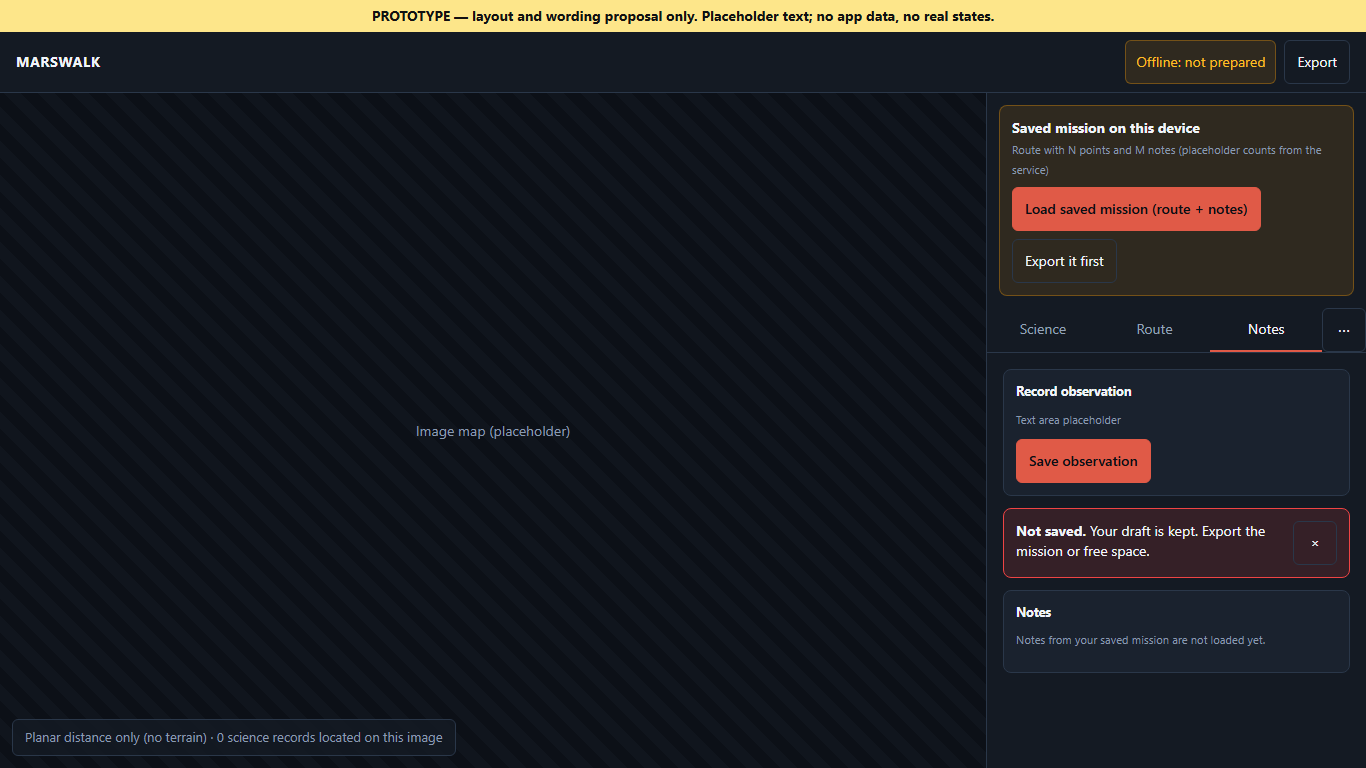 PROTOTYPE — layout and wording proposal only. Placeholder text; no app data, no real states.
MARSWALK
Offline: not prepared
Export
Saved mission on this device
Route with N points and M notes (placeholder counts from the
service)
Load saved mission (route + notes)
Export it first
Science
Route
Notes
...
Record observation
Text area placeholder
Save observation
Not saved. Your draft is kept. Export the
mission or free space.
×
Notes
Notes from your saved mission are not loaded yet.
Image map (placeholder)
Planar distance only (no terrain) · 0 science records located on this image